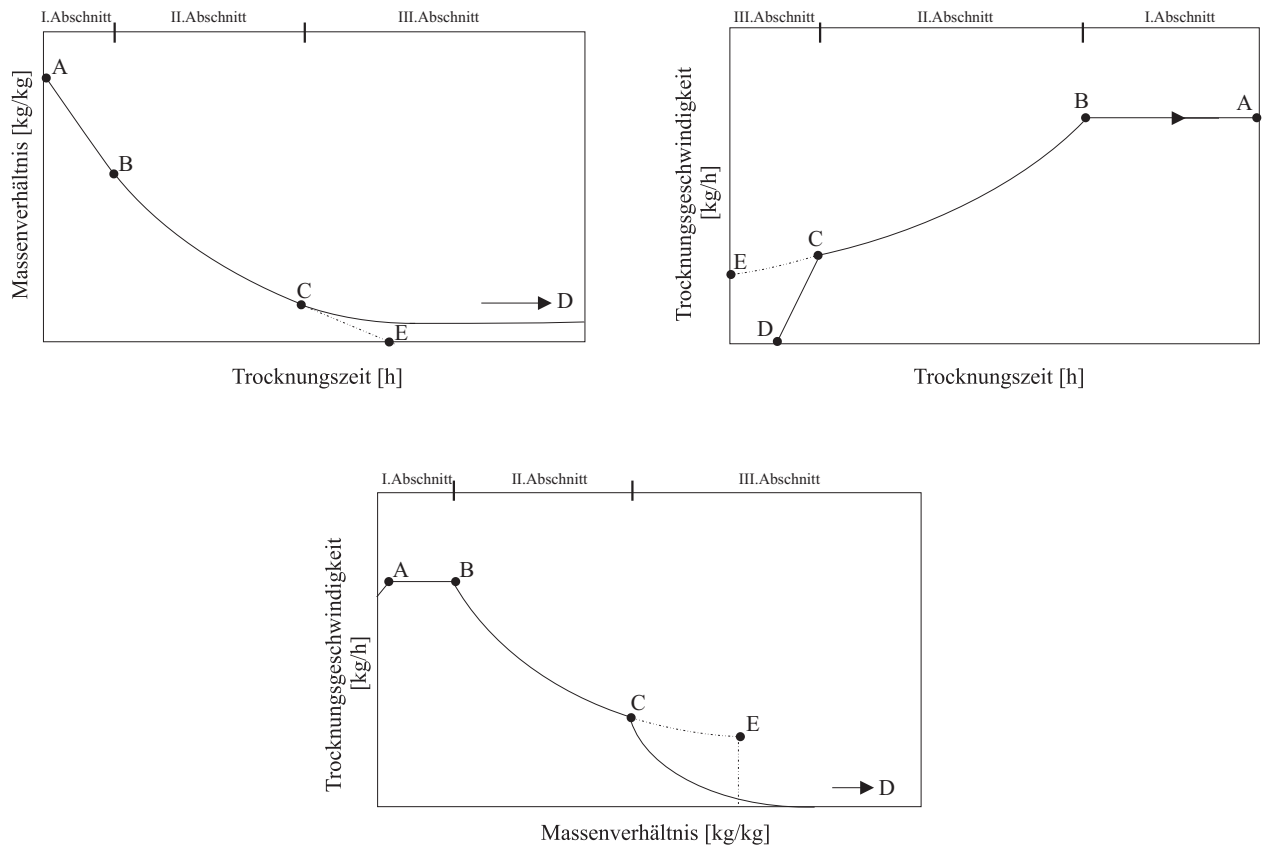 I.Abschnitt II.Abschnitt III.Abschnitt
A
B
C
D
E
Massenverhältnis [kg/kg]
Trocknungszeit [h]
III.Abschnitt II.Abschnitt I.Abschnitt
B
A
C
E
D
Trocknungsgeschwindigkeit
[kg/h]
Trocknungszeit [h]
I.Abschnitt II.Abschnitt III.Abschnitt
A
B
C
E
D
Trocknungsgeschwindigkeit
[kg/h]
Massenverhältnis [kg/kg]